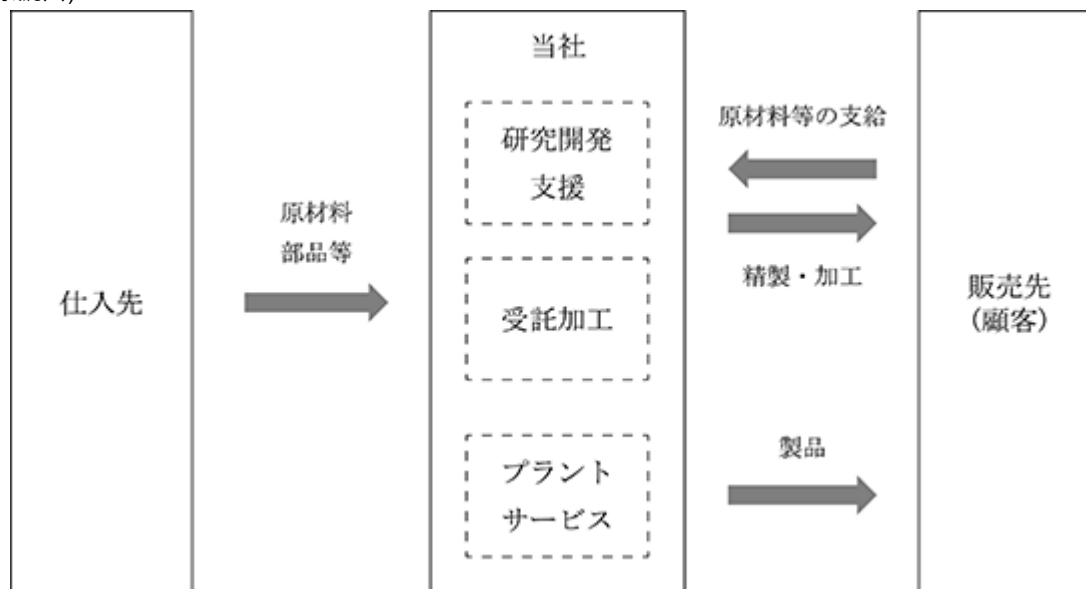 当社
研究開発
支援
受託加工
プラント
サービス
仕入先
原材料
部品等
原材料等の支給
精製・加工
製品
販売先
(顧客)